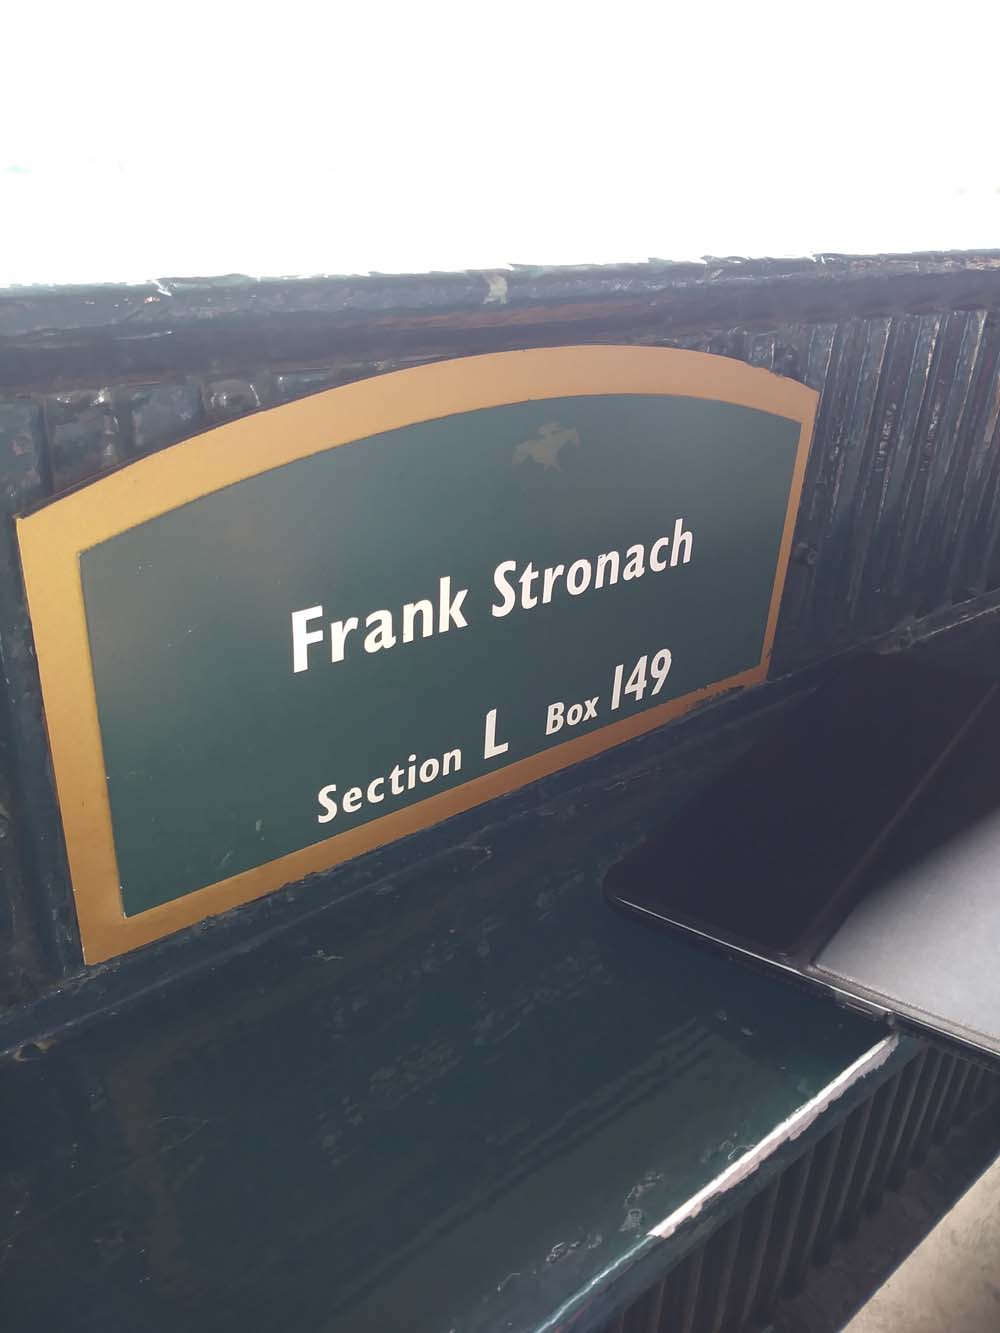 Frank Stronach
Section L Box 149